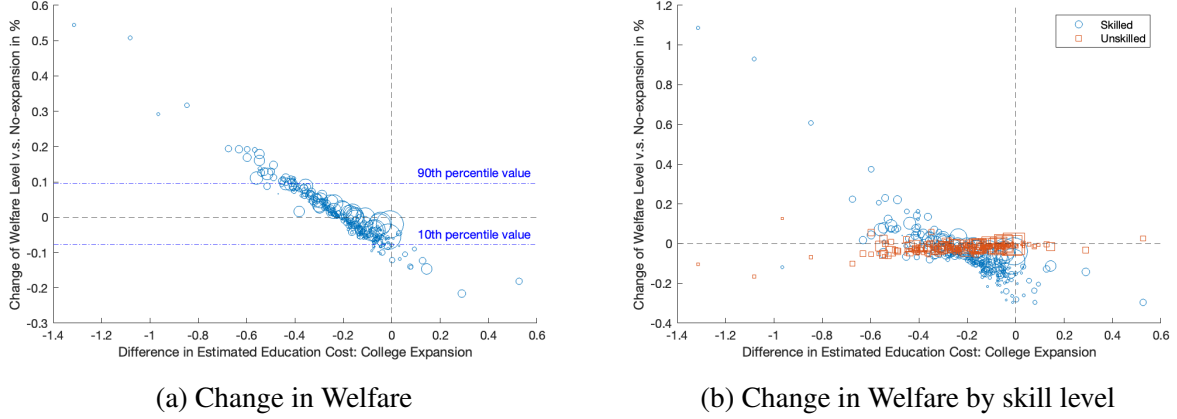 0.6
0.5
0.4
0.3
0.2
0.1
0
-0.1
-0.2
-0.3
Change of Welfare Level v.s. No-expansion in %
90th percentile value
10th percentile value
-1.4 -1.2 -1 -0.8 -0.6 -0.4 -0.2 0 0.2 0.4 0.6
Difference in Estimated Education Cost: College Expansion
(a) Change in Welfare
1.2
1
0.8
0.6
0.4
0.2
0
-0.2
-0.4
Change of Welfare Level v.s. No-expansion in %
Skilled
Unskilled
-1.4 -1.2 -1 -0.8 -0.6 -0.4 -0.2 0 0.2 0.4 0.6
Difference in Estimated Education Cost: College Expansion
(b) Change in Welfare by skill level